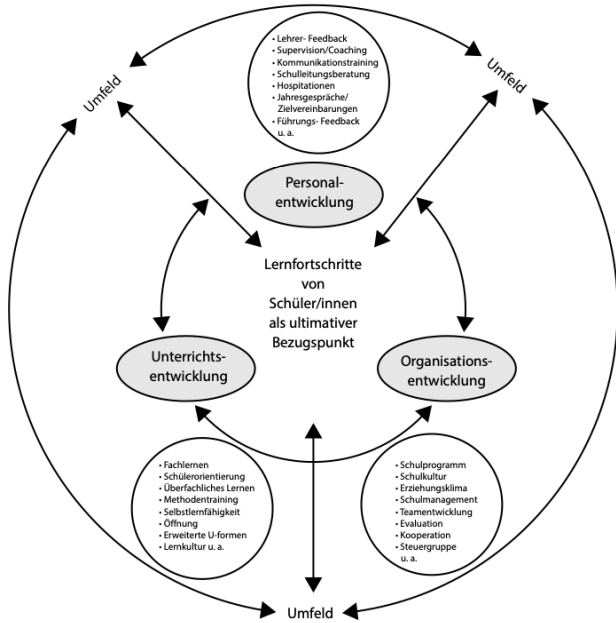 • Lehrer- Feedback
• Supervision/Coaching
• Kommunikationstraining
• Schulleitungsberatung
• Hospitationen
• Jahresgespräche/
Zielvereinbarungen
• Führungs- Feedback
u. a.
Umfeld
Umfeld
Personal-
entwicklung
Lernfortschritte
von
Schüler/innen
als ultimativer
Bezugspunkt
Unterrichts-
entwicklung
Organisations-
entwicklung
• Fachlernen
• Schülerorientierung
• Überfachliches Lernen
• Methodentraining
• Selbstlernfähigkeit
• Öffnung
• Erweiterte U-formen
• Lernkultur u. a.
• Schulprogramm
• Schulkultur
• Erziehungsklima
• Schulmanagement
• Teamentwicklung
• Evaluation
• Kooperation
• Steuergruppe
u. a.
Umfeld